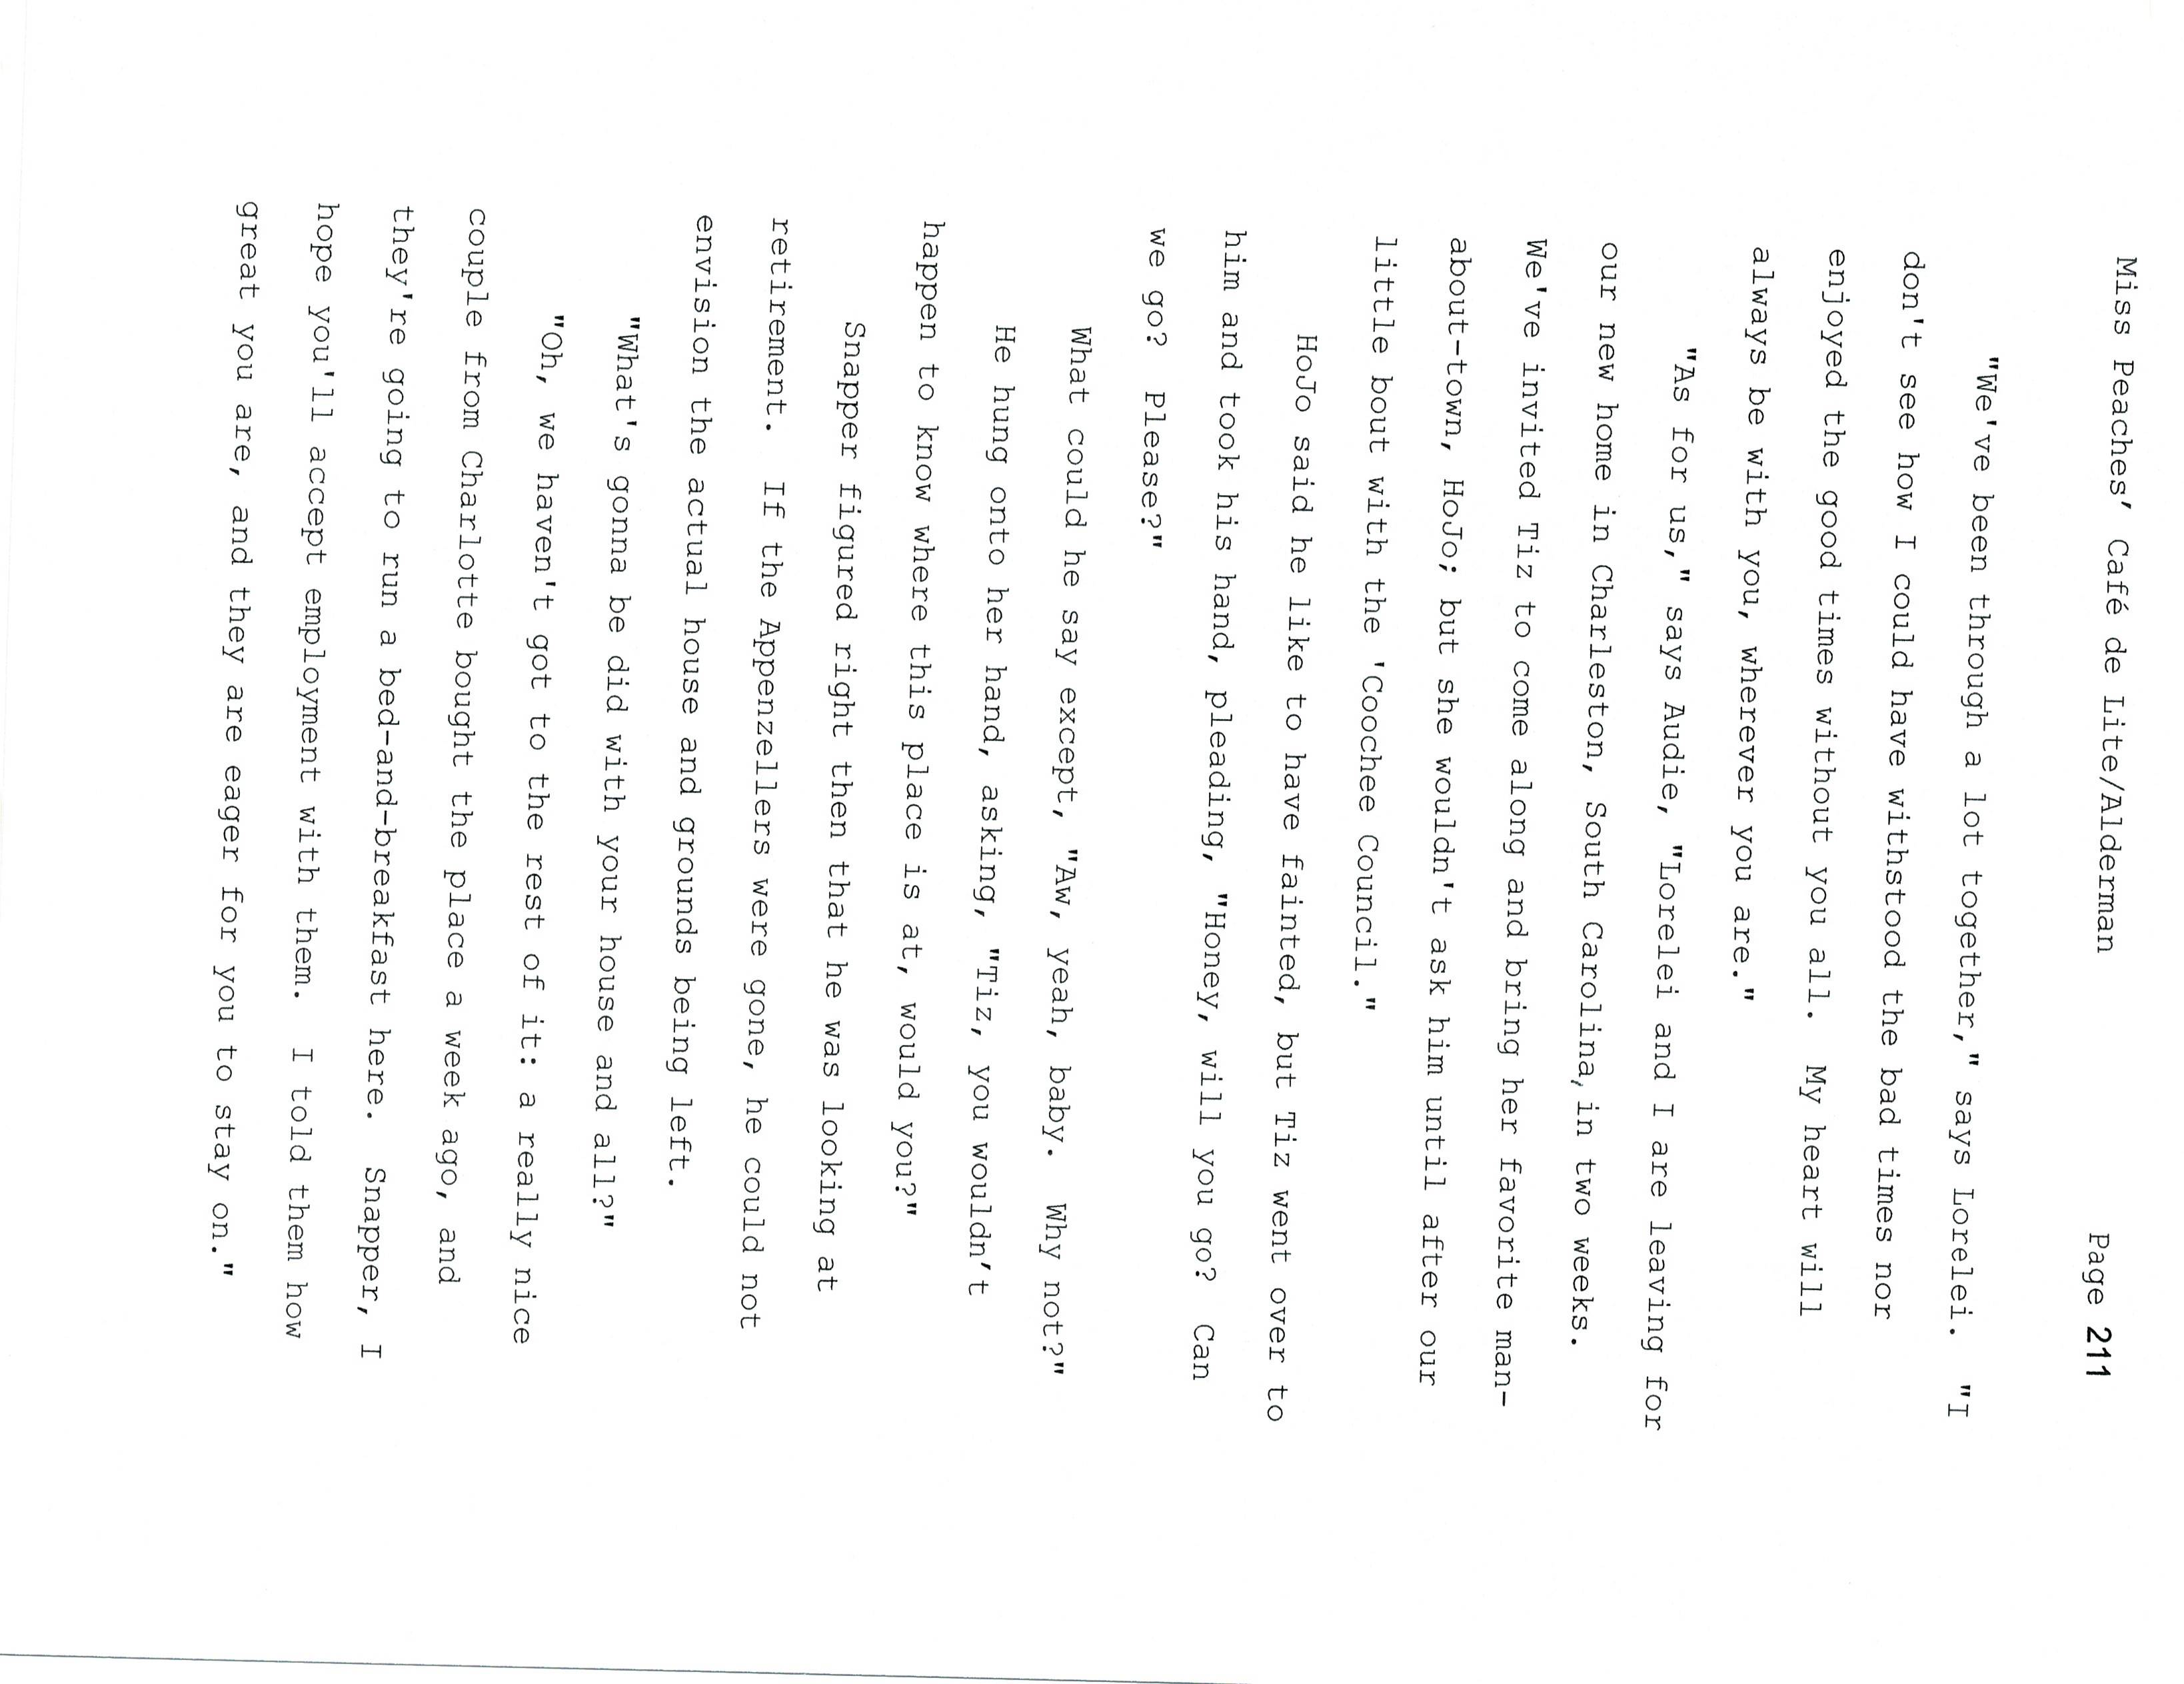 Miss Peaches’ Café de Lite/Alderman Page 211
"We've been through a lot together," says Lorelei. "I
don't see how I could have withstood the bad times nor
enjoyed the good times without you all. My heart will
always be with you, wherever you are."
"As for us," says Audie, "Lorelei and I are leaving for
our new home in Charleston, South Carolina, in two weeks.
We've invited Tiz to come along and bring her favorite man-
about-town, HoJo; but she wouldn't ask him until after our
little bout with the 'Coochee Council."
HoJo said he like to have fainted, but Tiz went over to
him and took his hand, pleading, "Honey, will you go? Can
we go? Please?"
What could he say except, "Aw, yeah, baby. Why not?"
He hung onto her hand, asking, "Tiz, you wouldn’t
happen to know where this place is at, would you?"
Snapper figured right then that he was looking at
retirement. If the Appenzellers were gone, he could not
envision the actual house and grounds being left.
"What's gonna be did with your house and all?"
"Oh, we haven't got to the rest of it: a really nice
couple from Charlotte bought the place a week ago, and
they're going to run a bed-and-breakfast here. Snapper, I
hope you'll accept employment with them. I told them how
great you are, and they are eager for you to stay on."